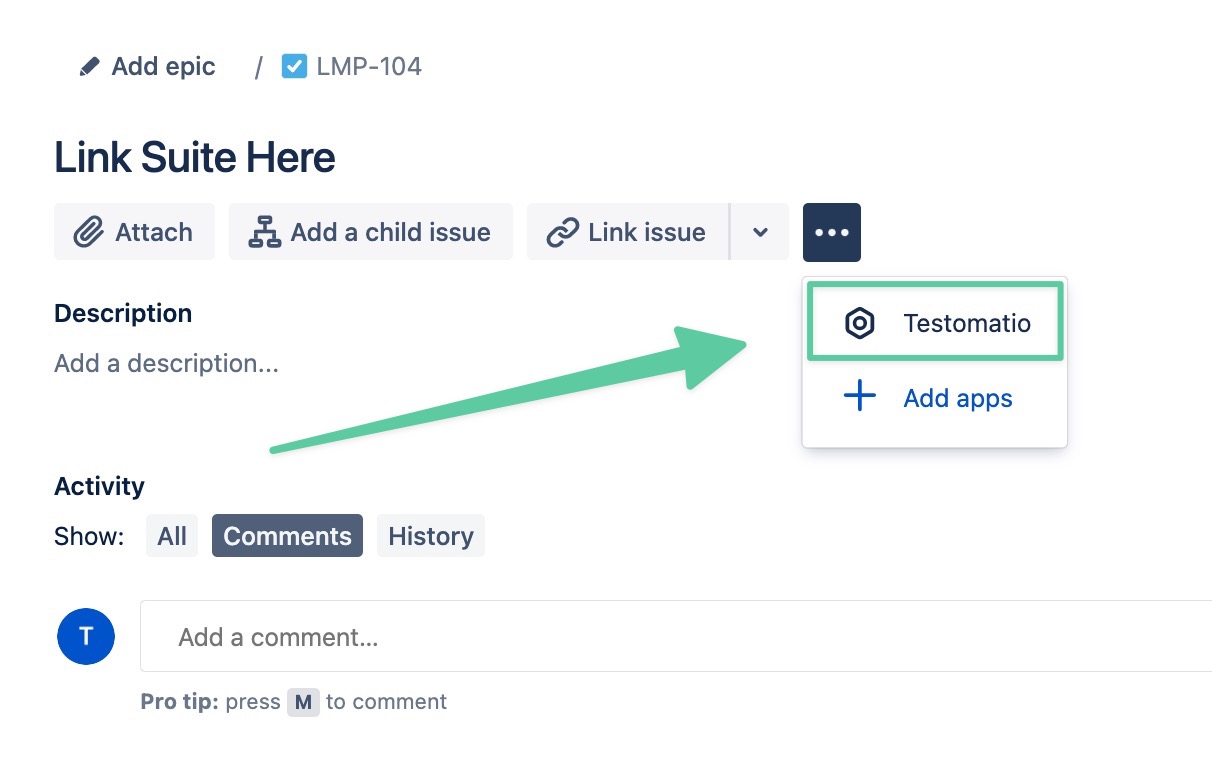 Add epic / LMP-104
Link Suite Here
Attach Add a child issue Link issue
Description
Testomatio
Add a description...
Add apps
Activity
Show: All Comments History
T Add a comment...
Pro tip: press M to comment